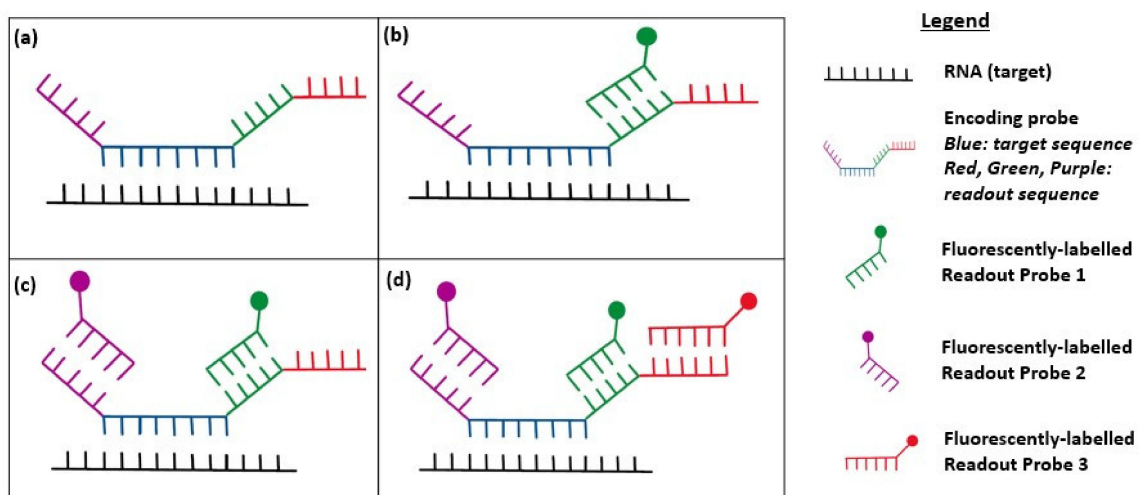 (a)
(b)
(c)
(d)
Legend
RNA (target)
Encoding probe
Blue: target sequence
Red, Green, Purple:
readout sequence
Fluorescently-labelled
Readout Probe 1
Fluorescently-labelled
Readout Probe 2
Fluorescently-labelled
Readout Probe 3